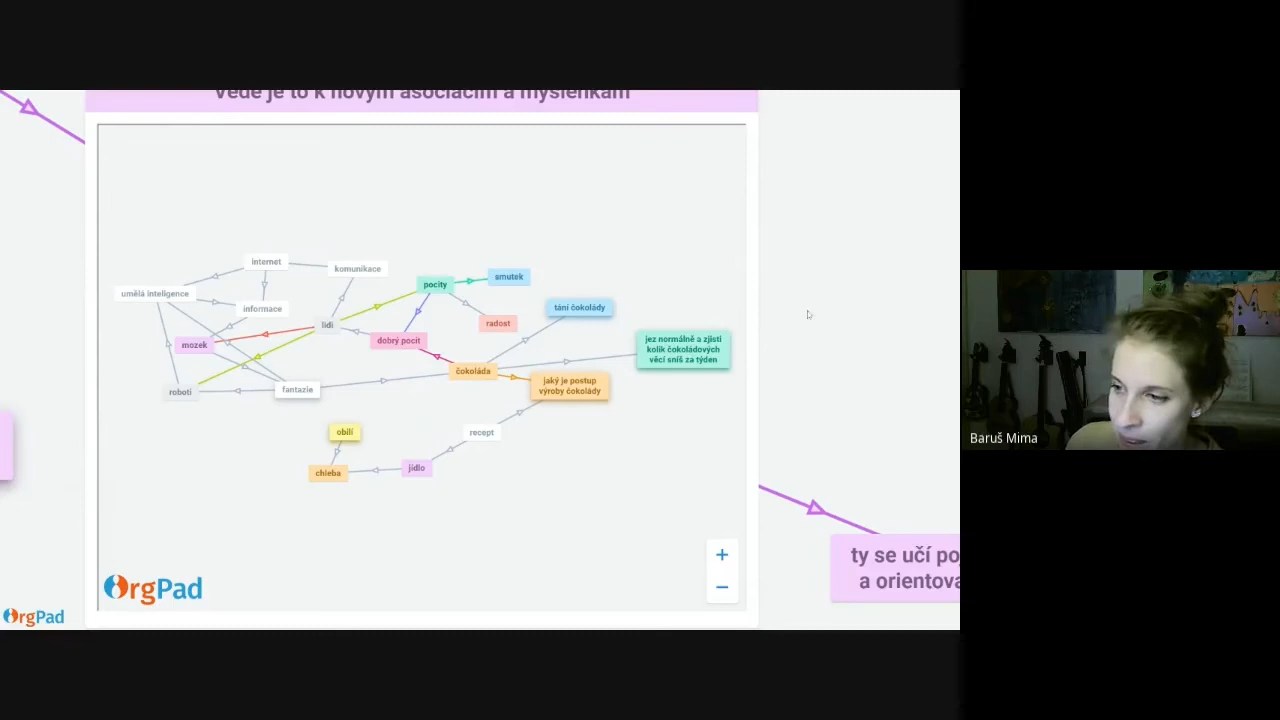 Vede je to k novým asociacím a myšlenkám
internet
komunikace
umělá inteligence
informace
lidi
mozek
roboti
fantazie
pocity
smutek
radost
dobrý pocit
tání čokolády
čokoláda
jez normálně a zjisti
kolik čokoládových
věcí sníš za týden
jaký je postup
výroby čokolády
recept
obilí
chleba
jídlo
+
−
OrgPad
OrgPad
ty se učí po
a orientova
Baruš Mima